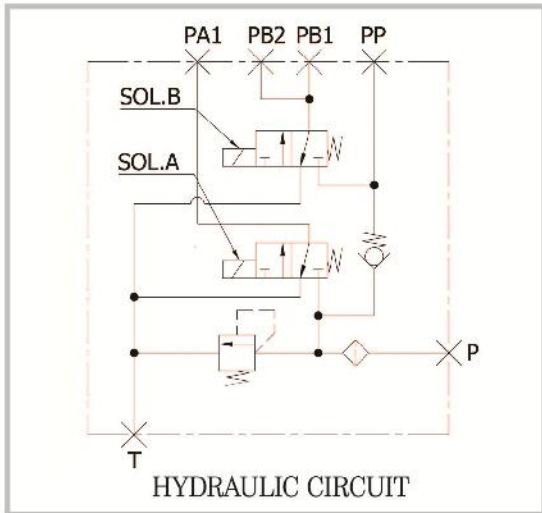 PA1 PB2 PB1 PP
SOL.B
SOL.A
P
T
HYDRAULIC CIRCUIT